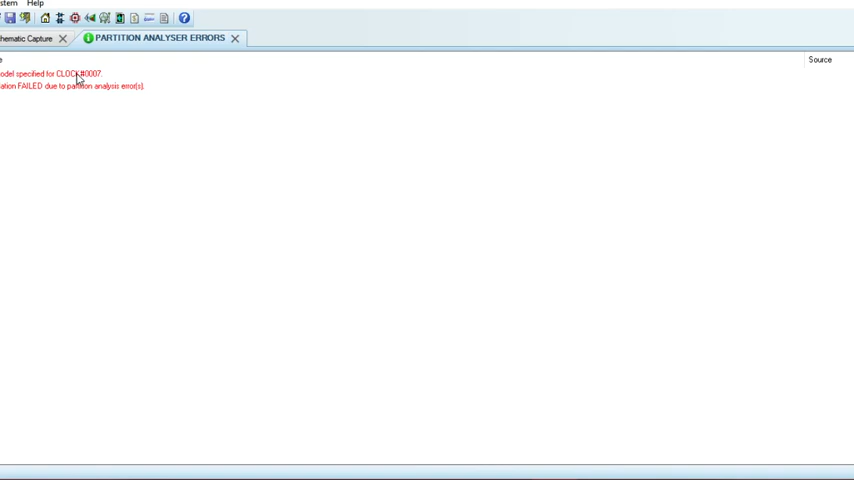 stem Help
hematic Capture PARTITION ANALYSER ERRORS
e Source
odel specified for CLOCK#0007.
ation FAILED due to partition analysis error(s).